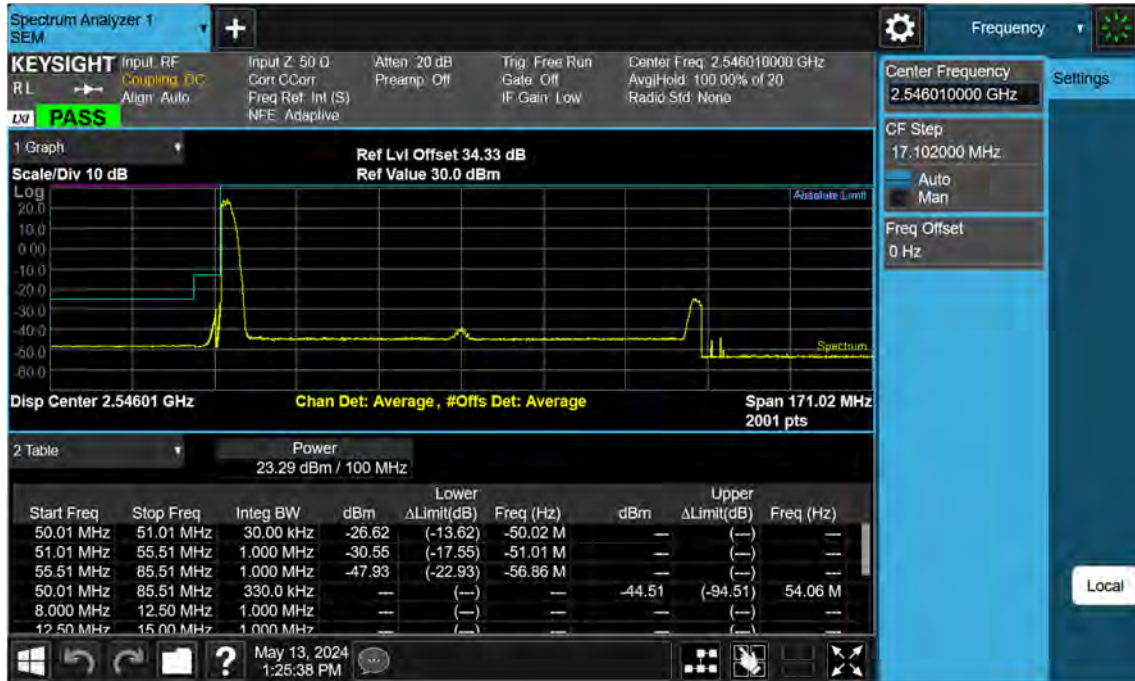 Spectrum Analyzer 1
SEM
Frequency
KEYSIGHT
RL
LXI
PASS
Input: RF
Coupling: DC
Align: Auto
Input Z: 50 Ω
Corr CCorr
Freq Ref: Int (S)
NFE: Adaptive
Atten: 20 dB
Preamp: Off
Trig: Free Run
Gate: Off
IF Gain: Low
Center Freq: 2.546010000 GHz
Avg|Hold: 100.00% of 20
Radio Std: None
1 Graph
Scale/Div 10 dB
Ref Lvl Offset 34.33 dB
Ref Value 30.0 dBm
Log
Absolute Limit
20.0
10.0
0.00
-10.0
-20.0
-30.0
-40.0
-50.0
-60.0
Spectrum
Disp Center 2.54601 GHz
Chan Det: Average, #Offs Det: Average
Span 171.02 MHz
2001 pts
2 Table
Power
23.29 dBm / 100 MHz
Lower Upper
Start Freq Stop Freq Integ BW dBm ΔLimit(dB) Freq (Hz) dBm ΔLimit(dB) Freq (Hz)
50.01 MHz 51.01 MHz 30.00 kHz -26.62 (-13.62) -50.02 M --- (---) ---
51.01 MHz 55.51 MHz 1.000 MHz -30.55 (-17.55) -51.01 M --- (---) ---
55.51 MHz 85.51 MHz 1.000 MHz -47.93 (-22.93) -56.86 M --- (---) ---
50.01 MHz 85.51 MHz 330.0 kHz --- (---) --- -44.51 (-94.51) 54.06 M
8.000 MHz 12.50 MHz 1.000 MHz --- (---) --- --- (---) ---
12.50 MHz 15.00 MHz 1.000 MHz --- (---) --- --- (---) ---
?
May 13, 2024
1:25:38 PM
Center Frequency
2.546010000 GHz
Settings
CF Step
17.102000 MHz
Auto
Man
Freq Offset
0 Hz
Local